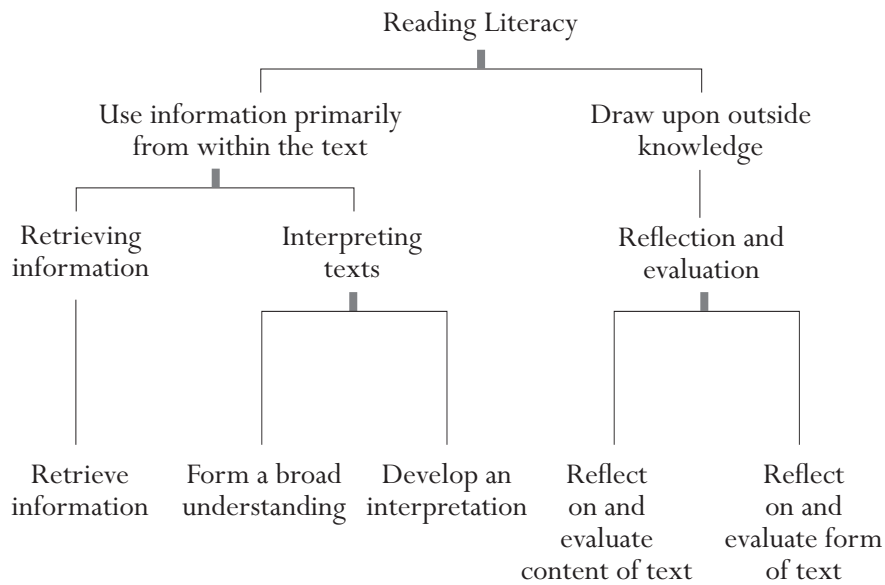 Reading Literacy
Use information primarily
from within the text
Draw upon outside
knowledge
Retrieving
information
Interpreting
texts
Reflection and
evaluation
Retrieve
information
Form a broad
understanding
Develop an
interpretation
Reflect
on and
evaluate
content of text
Reflect
on and
evaluate form
of text